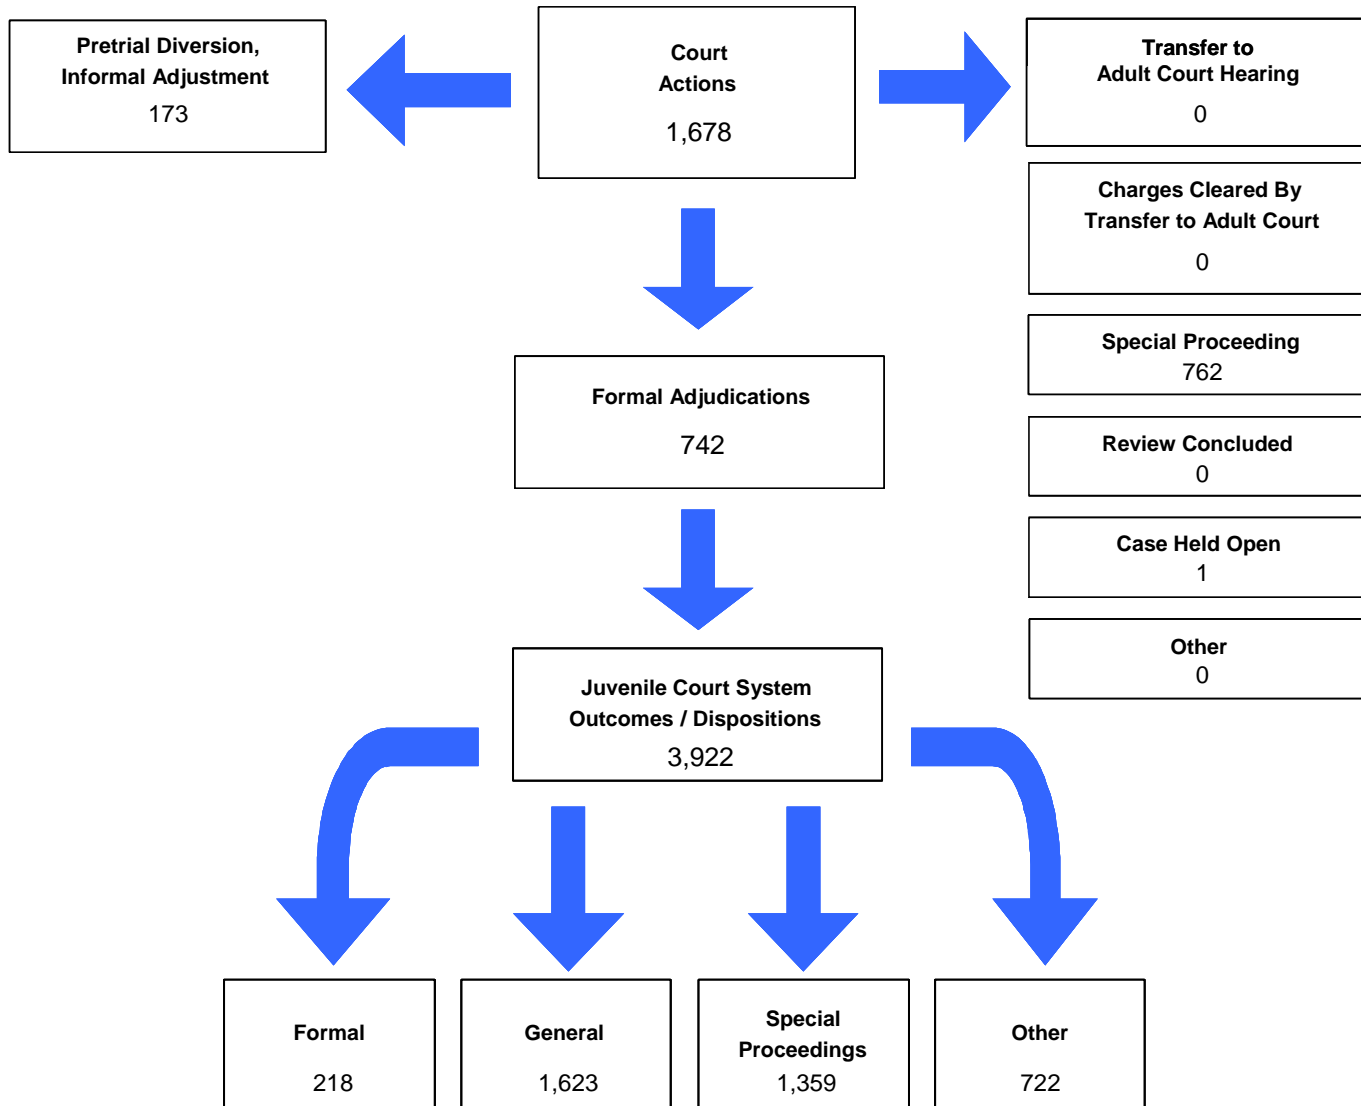 Pretrial Diversion,
Informal Adjustment
173
Court
Actions
1,678
Transfer to
Adult Court Hearing
0
Charges Cleared By
Transfer to Adult Court
0
Special Proceeding
762
Review Concluded
0
Case Held Open
1
Other
0
Formal Adjudications
742
Juvenile Court System
Outcomes / Dispositions
3,922
Formal
218
General
1,623
Special
Proceedings
1,359
Other
722